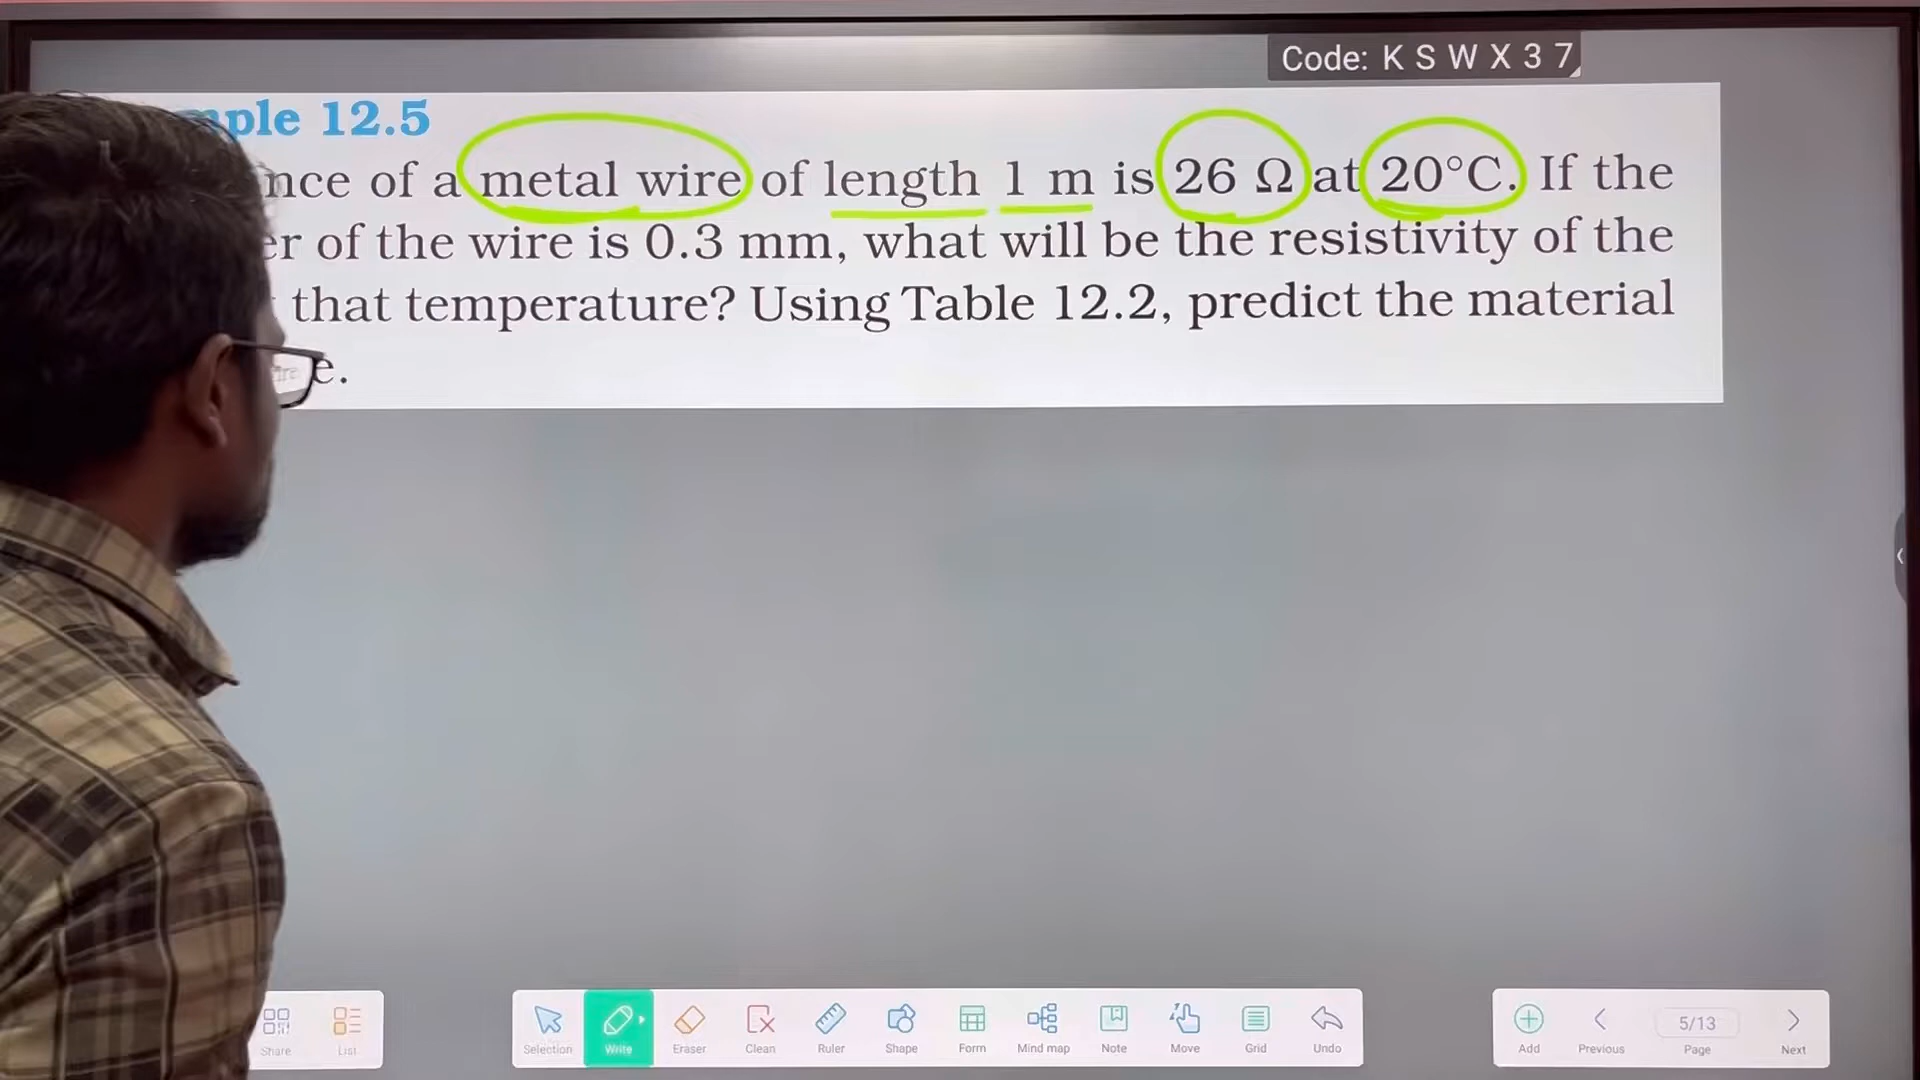 Code: K S W X 3 7
ple 12.5
nce of a metal wire of length 1 m is 26 Ω at 20°C. If the
er of the wire is 0.3 mm, what will be the resistivity of the
that temperature? Using Table 12.2, predict the material
e.
Share List Selection Write Eraser Clean Ruler Shape Form Mind map Note Move Grid Undo Add Previous 5/13 Page Next